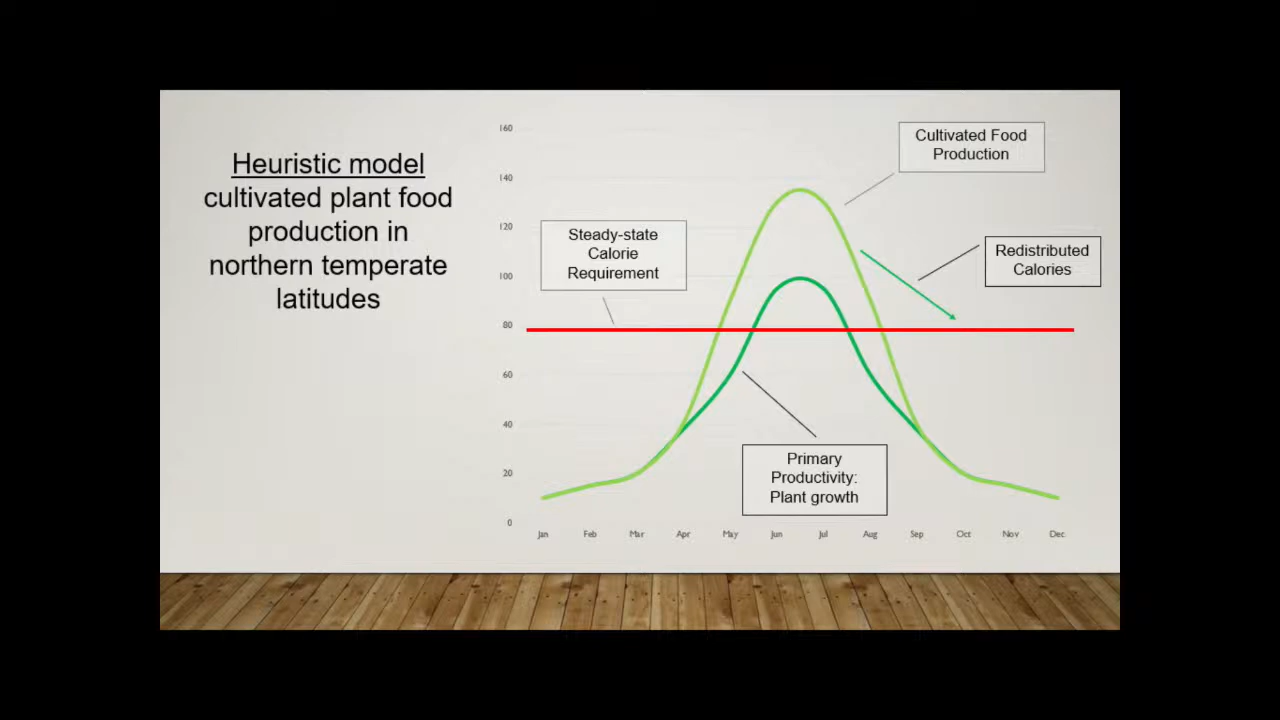 Heuristic model
cultivated plant food
production in
northern temperate
latitudes
160
140
120
100
80
60
40
20
0
Cultivated Food
Production
Steady-state
Calorie
Requirement
Redistributed
Calories
Primary
Productivity:
Plant growth
Jan Feb Mar Apr May Jun Jul Aug Sep Oct Nov Dec